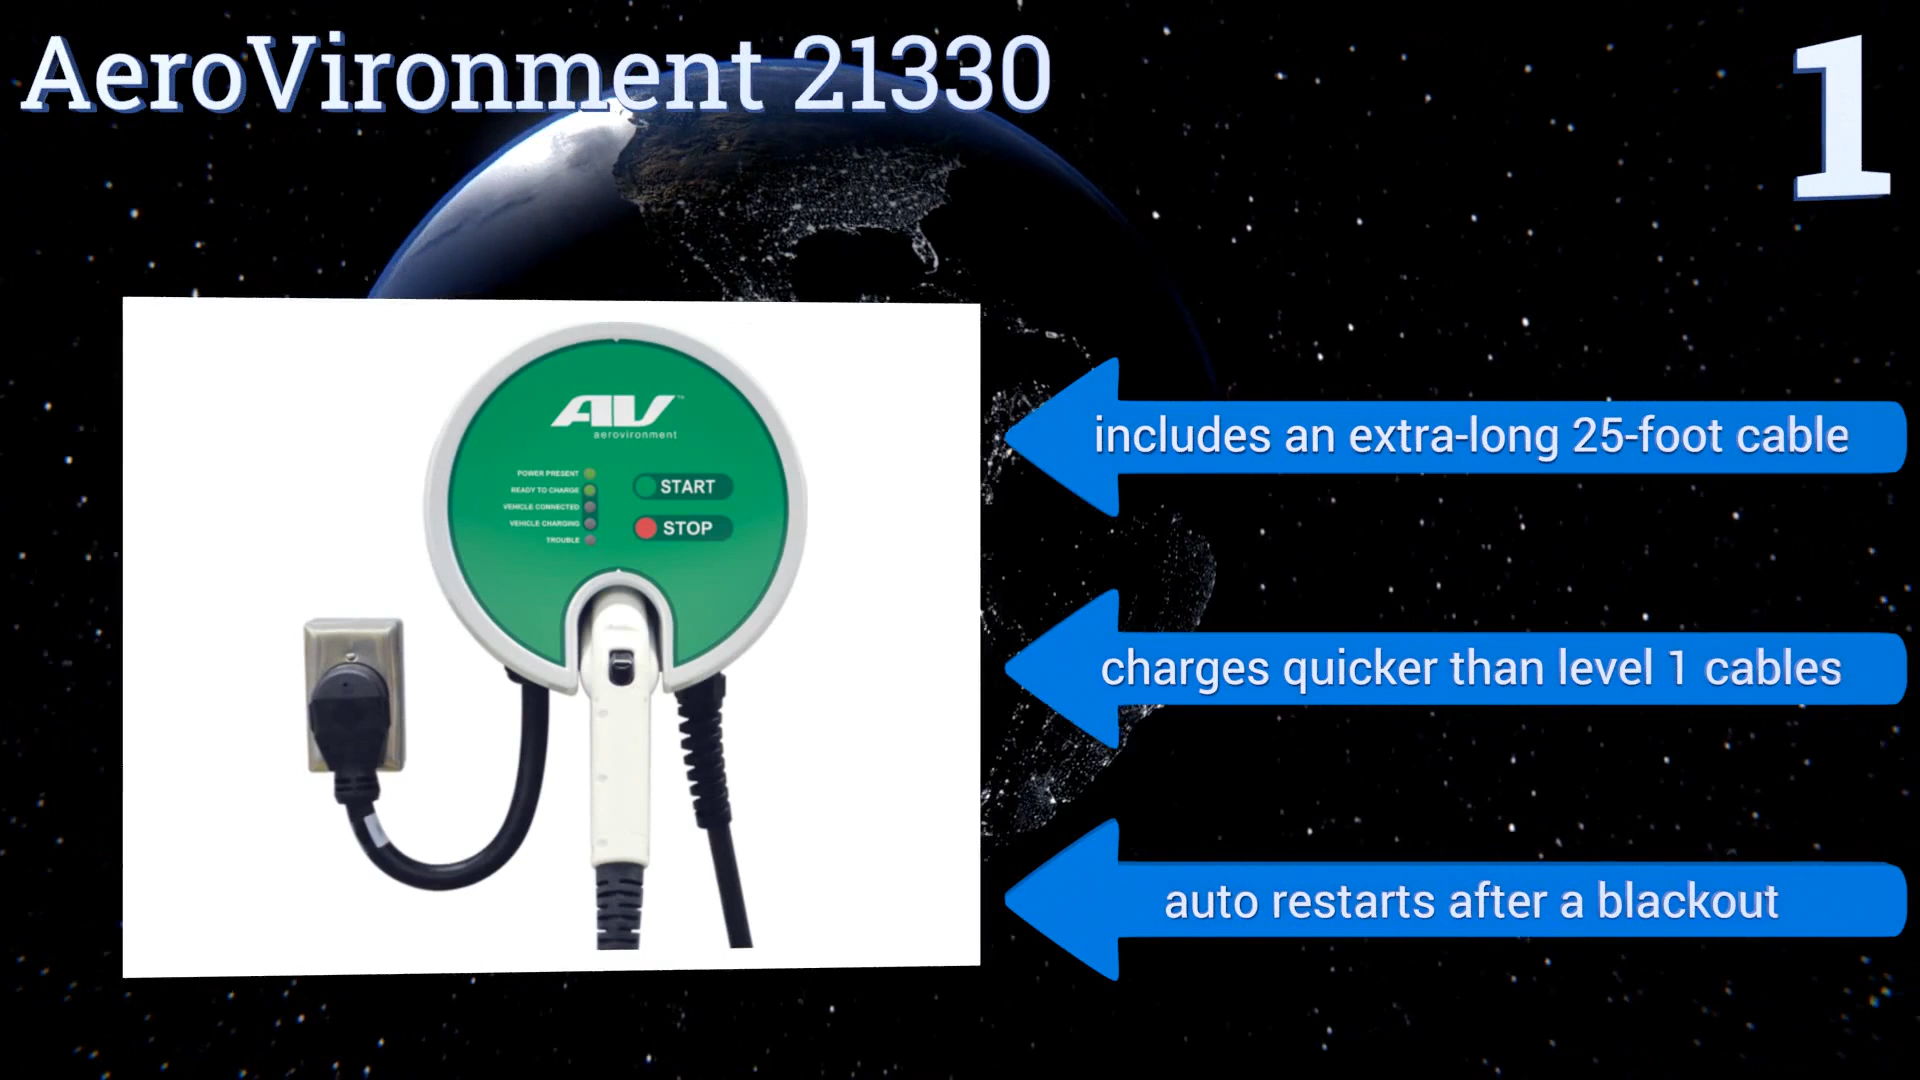 AeroVironment 21330
1
AV™
aerovironment
POWER PRESENT
READY TO CHARGE
VEHICLE CONNECTED
VEHICLE CHARGING
TROUBLE
START
STOP
includes an extra-long 25-foot cable
charges quicker than level 1 cables
auto restarts after a blackout